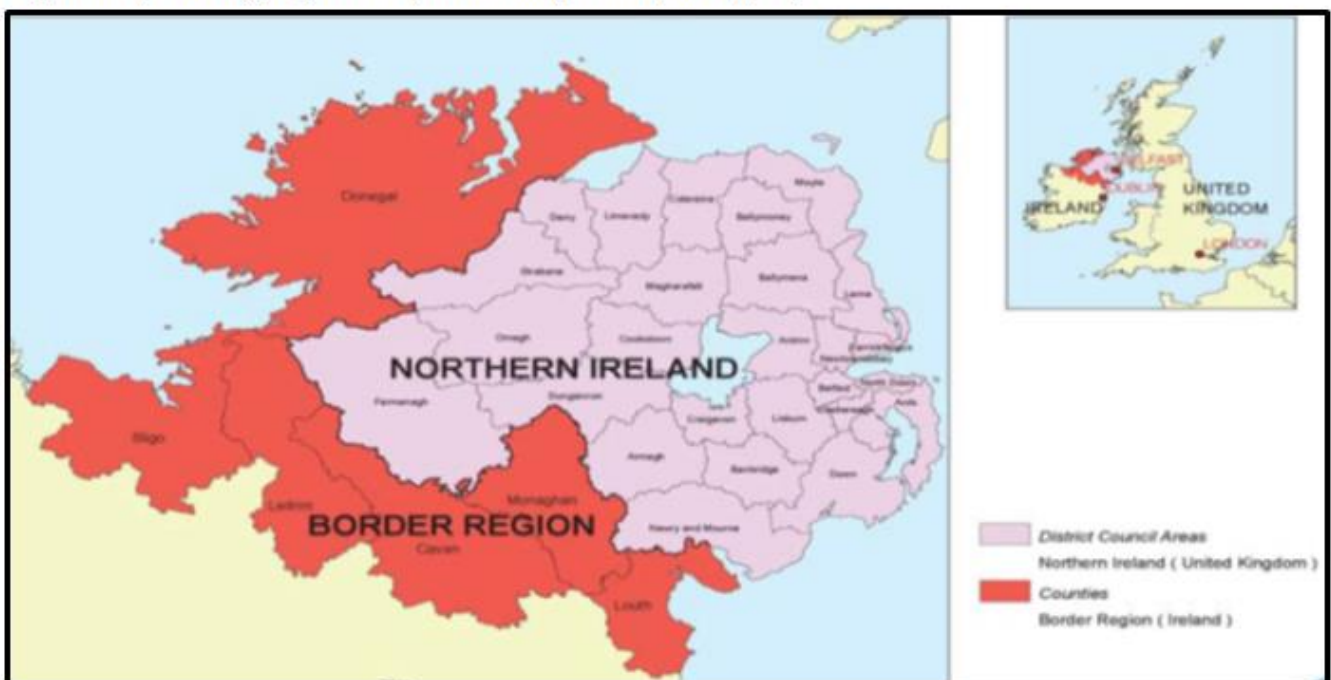 Donegal
Moyle
Coleraine
Derry
Limavady
Ballymoney
Strabane
Magherafelt
Ballymena
Larne
Omagh
Cookstown
Antrim
Carrickfergus
Newtownabbey
NORTHERN IRELAND
Belfast
North Down
Fermanagh
Dungannon
Ards
Castlereagh
Craigavon
Lisburn
Sligo
Armagh
Banbridge
Down
Leitrim
Monaghan
BORDER REGION
Newry and Mourne
Cavan
Louth
BELFAST
DUBLIN
UNITED
IRELAND
KINGDOM
LONDON
District Council Areas
Northern Ireland ( United Kingdom )
Counties
Border Region ( Ireland )